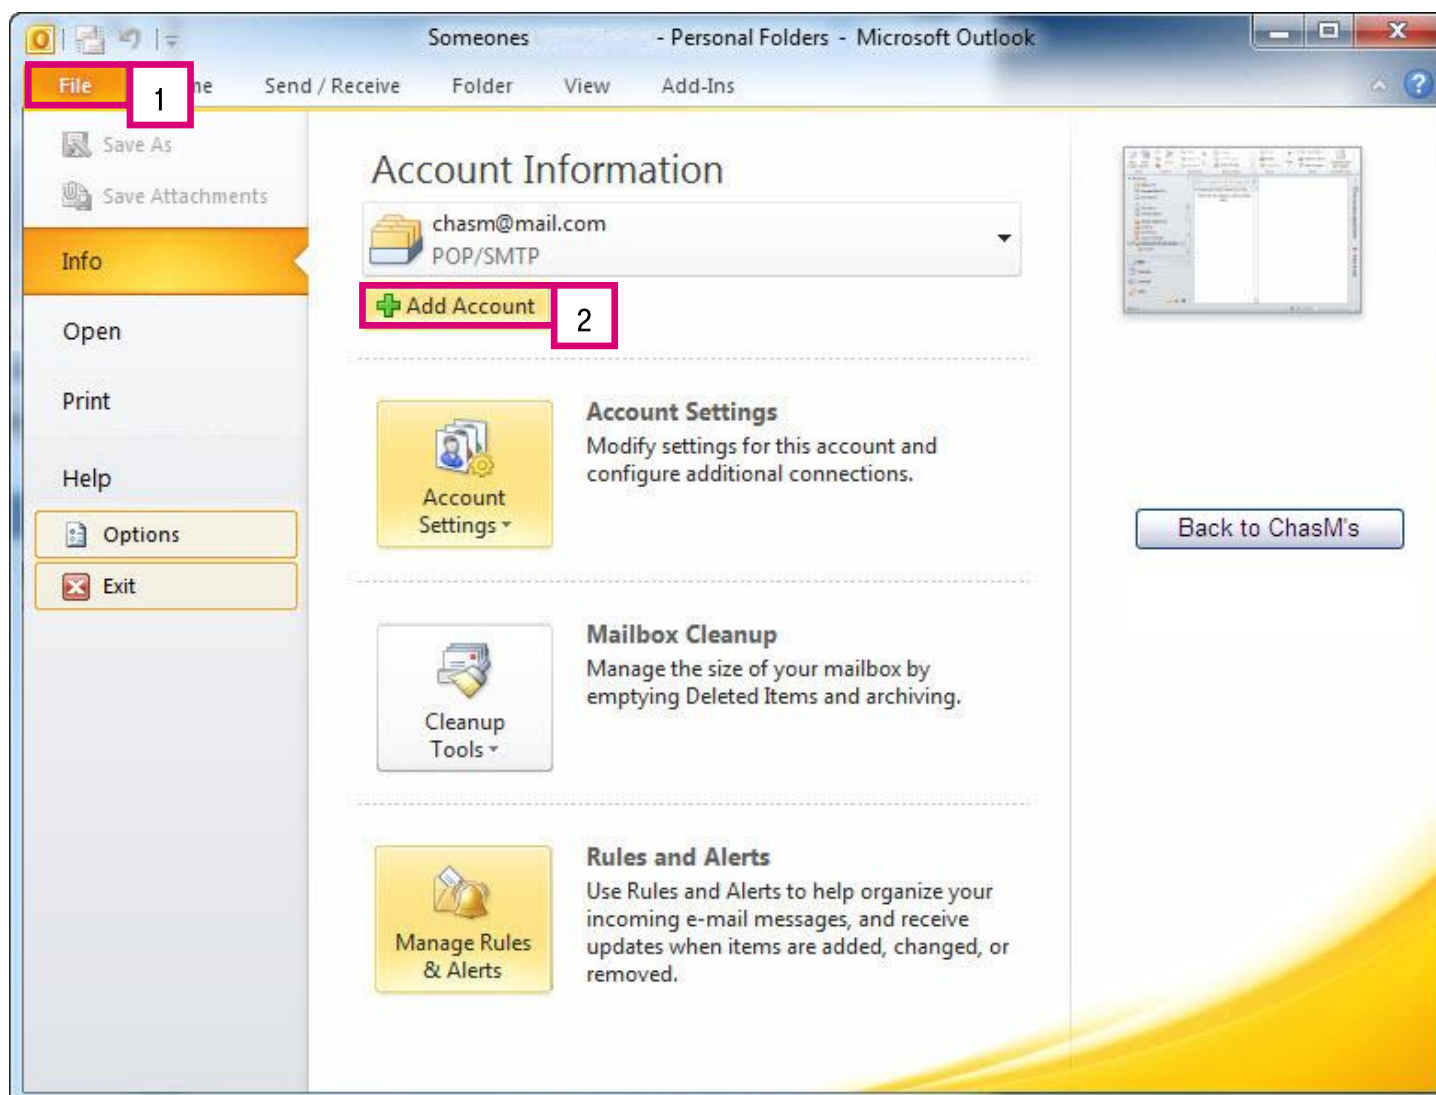 Someones - Personal Folders - Microsoft Outlook
File 1 me Send / Receive Folder View Add-Ins
Save As
Save Attachments
Info
Open
Print
Help
Options
Exit
Account Information
chasm@mail.com
POP/SMTP
Add Account 2
Account Settings
Modify settings for this account and
configure additional connections.
Account
Settings
Mailbox Cleanup
Manage the size of your mailbox by
emptying Deleted Items and archiving.
Cleanup
Tools
Rules and Alerts
Use Rules and Alerts to help organize your
incoming e-mail messages, and receive
updates when items are added, changed, or
removed.
Manage Rules
& Alerts
Back to ChasM's